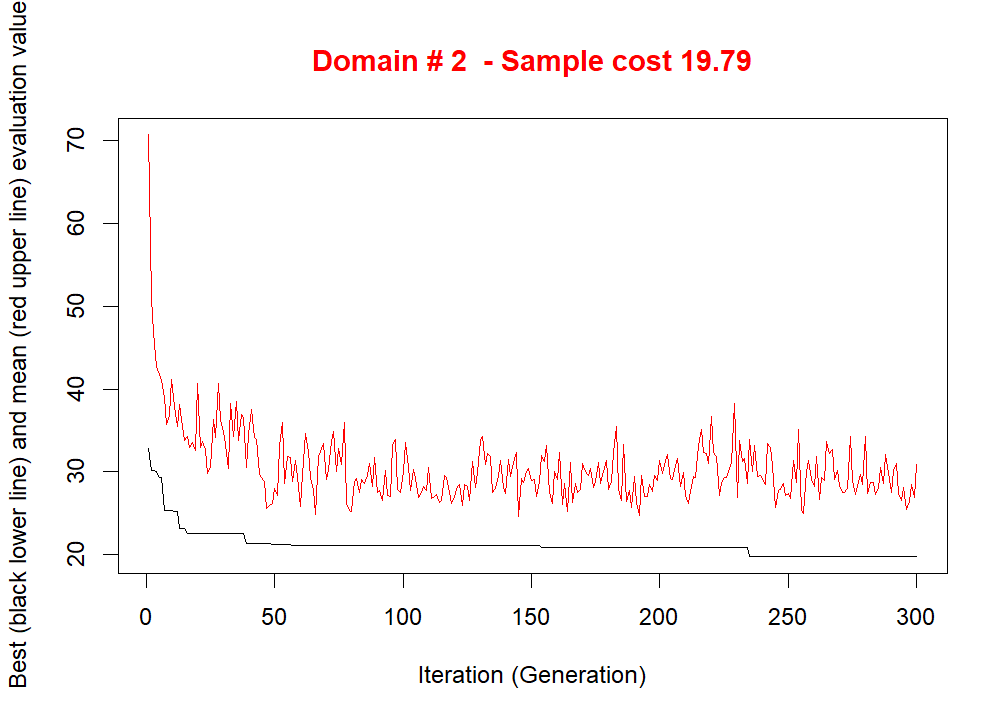 Domain # 2  - Sample cost 19.79
Best (black lower line) and mean (red upper line) evaluation value
70
60
50
40
30
20
0 50 100 150 200 250 300
Iteration (Generation)